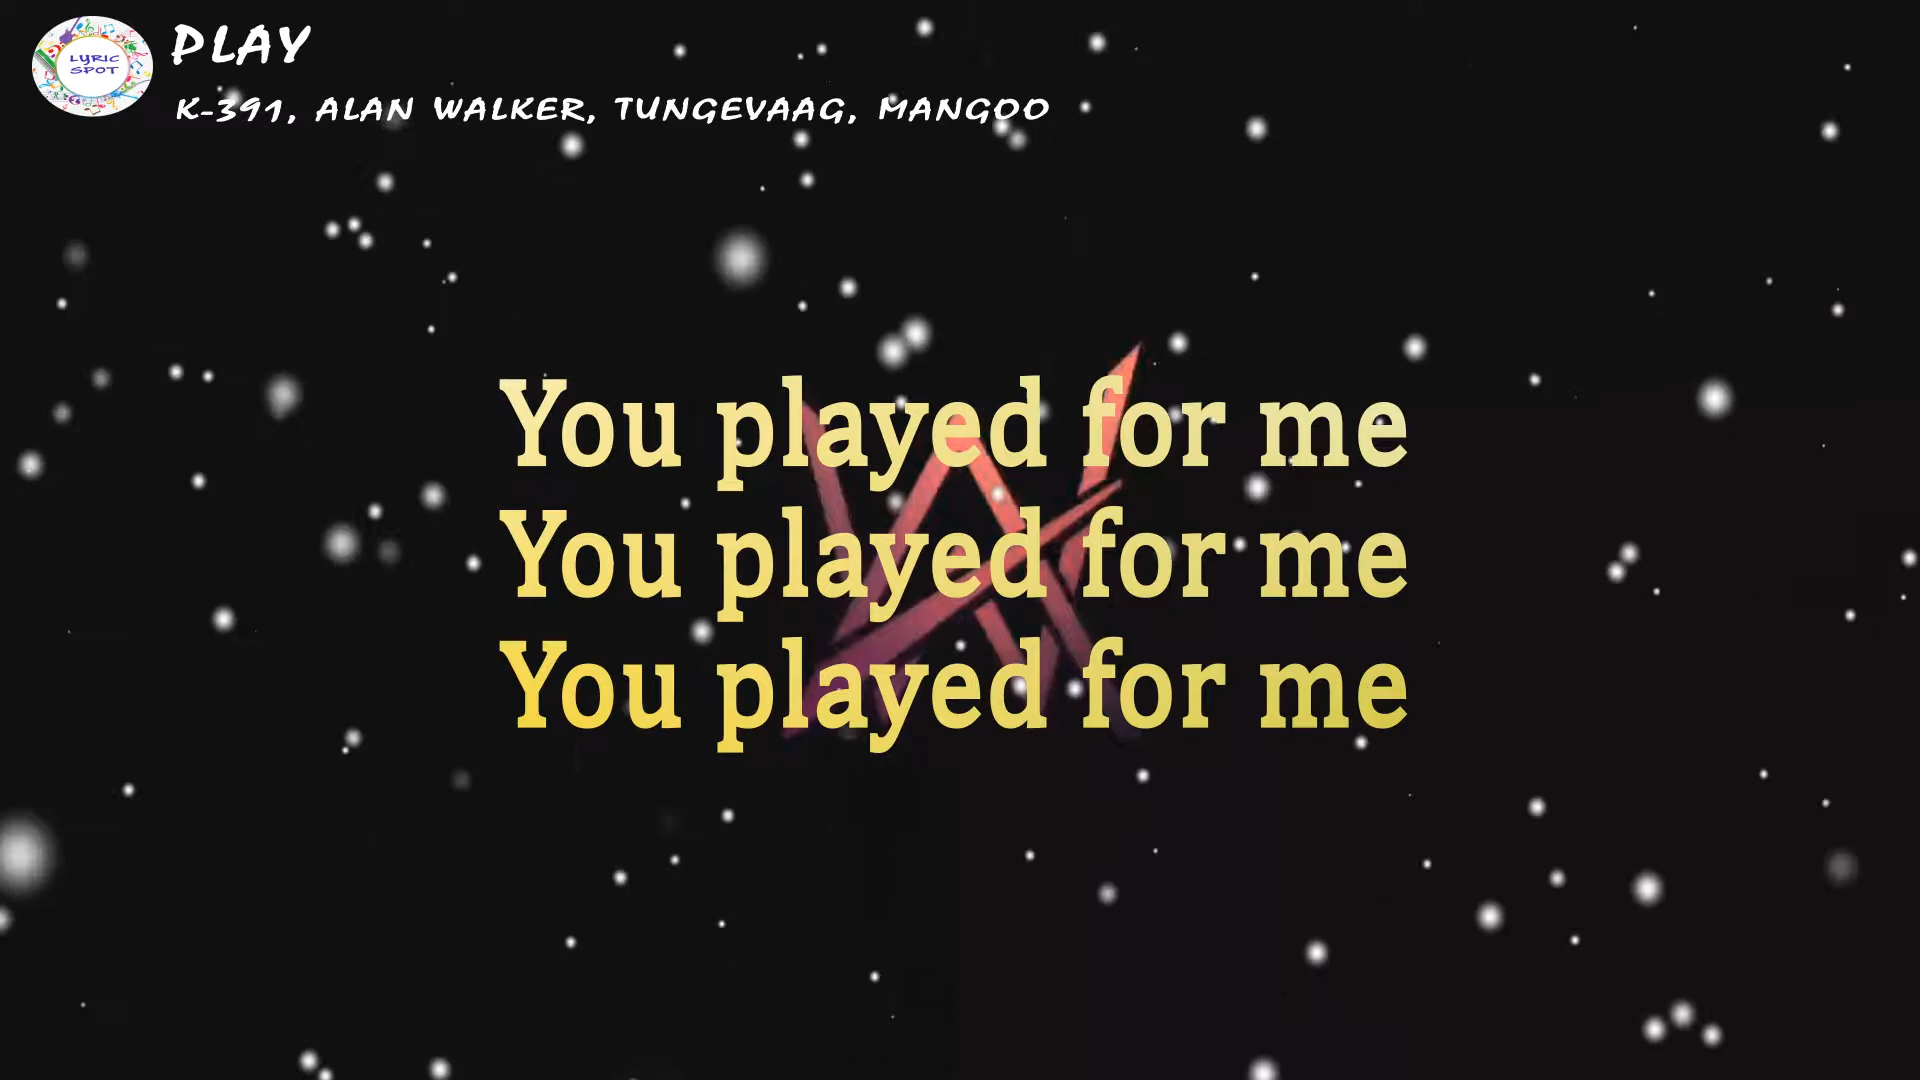 LYRIC
SPOT
PLAY
K-391, ALAN WALKER, TUNGEVAAG, MANGOO
You played for me
You played for me
You played for me